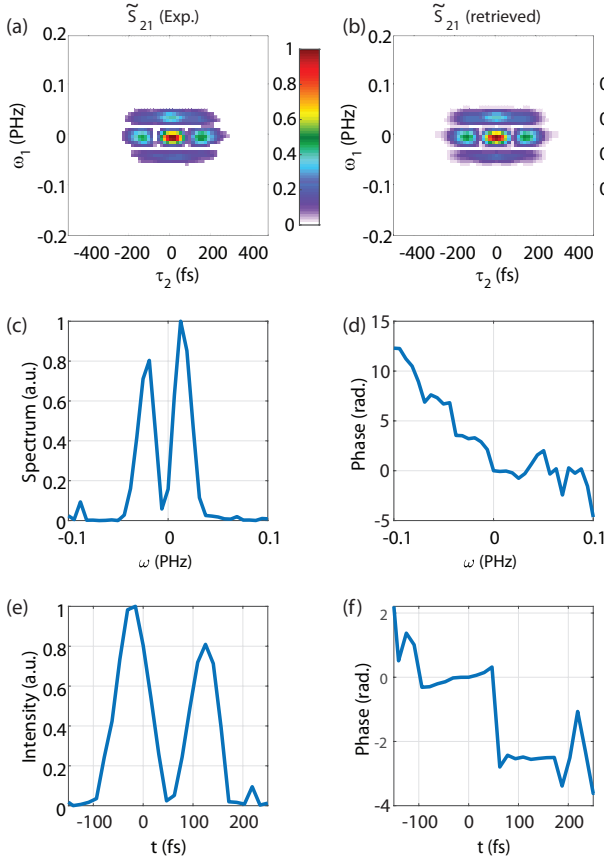 (a) S̃ 21 (Exp.) (b) S̃ 21 (retrieved)
0.2 1 0.2
0.1 0.8 0.1 0
0 0.6 0
0.4
-0.1 0.2 -0.1 0
-0.2 0 -0.2 0
ω1 (PHz) ω1 (PHz)
-400 -200 0 200 400 -400 -200 0 200 400
τ2 (fs) τ2 (fs)
(c) (d)
1 15
0.8 10
0.6 5
0.4
0.2 0
0 -5
Spectrum (a.u.) Phase (rad.)
-0.1 0 0.1 -0.1 0 0.1
ω (PHz) ω (PHz)
(e) (f)
1 2
0.8
0.6 0
0.4 -2
0.2
0 -4
Intensity (a.u.) Phase (rad.)
-100 0 100 200 -100 0 100 200
t (fs) t (fs)